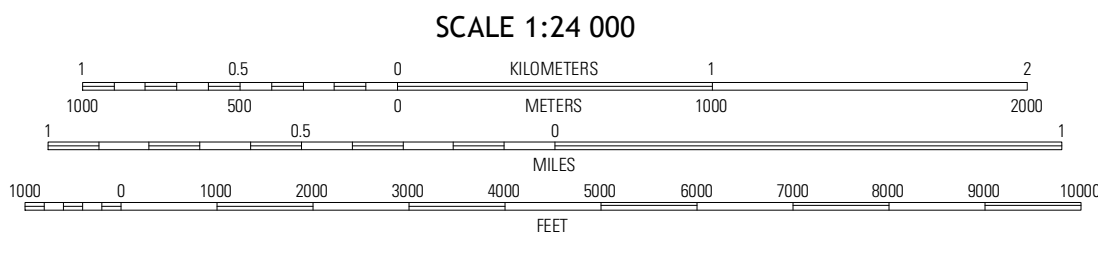 SCALE 1:24 000
1 0.5 0 KILOMETERS 1 2
1000 500 0 METERS 1000 2000
1 0.5 0 1
MILES
1000 0 1000 2000 3000 4000 5000 6000 7000 8000 9000 10000
FEET